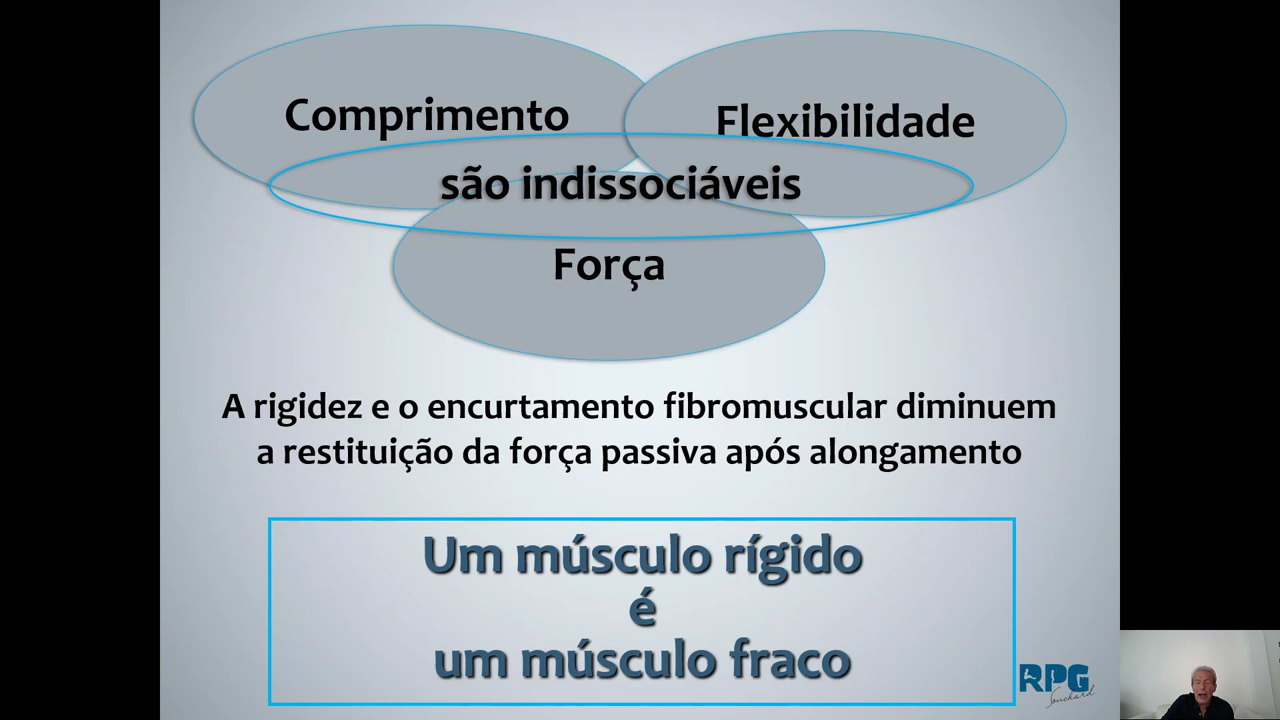 Comprimento
Flexibilidade
são indissociáveis
Força
A rigidez e o encurtamento fibromuscular diminuem
a restituição da força passiva após alongamento
Um músculo rígido
é
um músculo fraco
RPG
Souchard